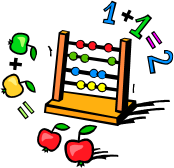 1+1=2
+
=